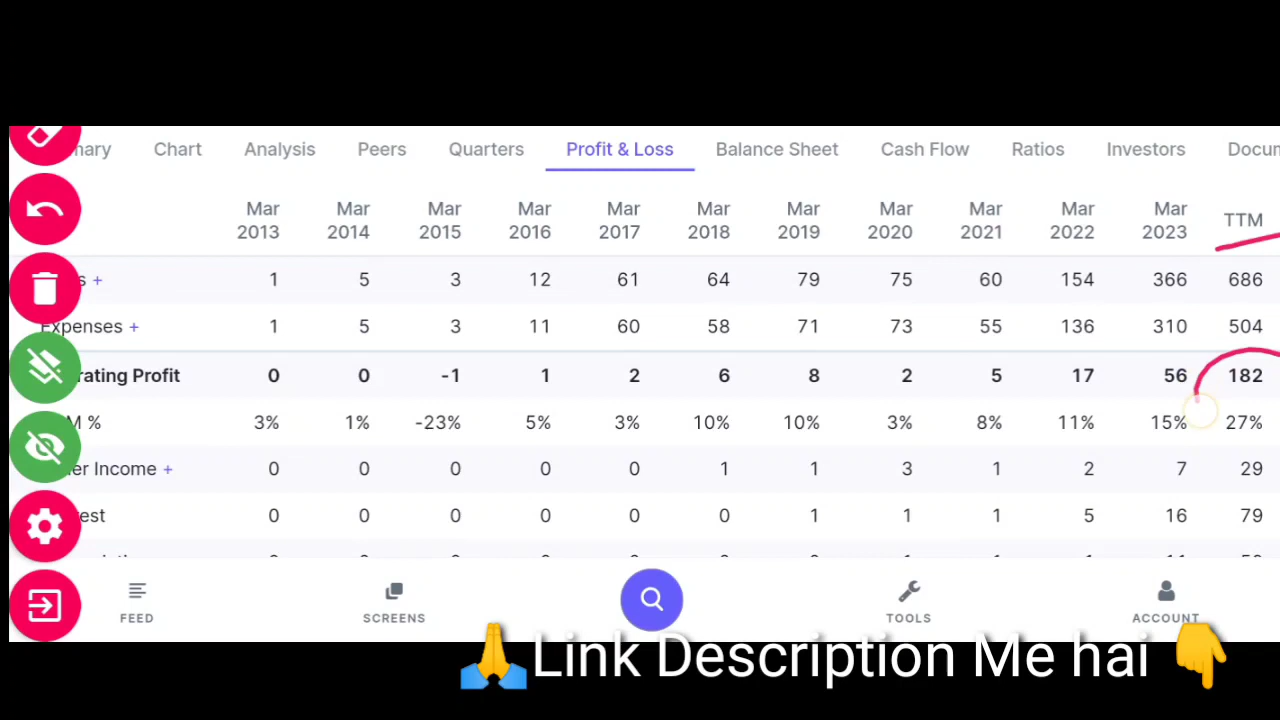 mary Chart Analysis Peers Quarters Profit & Loss Balance Sheet Cash Flow Ratios Investors Docum
Mar 2013 Mar 2014 Mar 2015 Mar 2016 Mar 2017 Mar 2018 Mar 2019 Mar 2020 Mar 2021 Mar 2022 Mar 2023 TTM
s + 1 5 3 12 61 64 79 75 60 154 366 686
Expenses + 1 5 3 11 60 58 71 73 55 136 310 504
rating Profit 0 0 -1 1 2 6 8 2 5 17 56 182
M % 3% 1% -23% 5% 3% 10% 10% 3% 8% 11% 15% 27%
er Income + 0 0 0 0 0 1 1 3 1 2 7 29
est 0 0 0 0 0 0 1 1 1 5 16 79
FEED SCREENS TOOLS ACCOUNT
🙏Link Description Me hai 👇